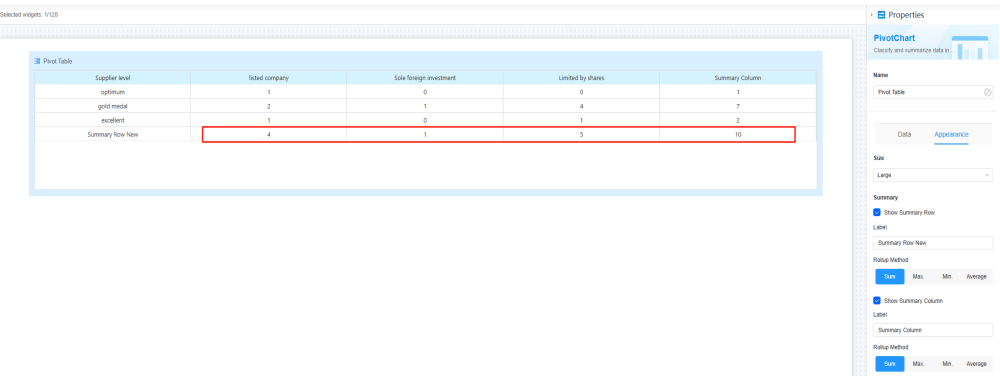 Selected widgets: 1/120
Properties
PivotChart
Classify and summarize data in ...
Name
Pivot Table
Data Appearance
Size
Large
Summary
Show Summary Row
Label
Summary Row New
Rollup Method
Sum Max. Min. Average
Show Summary Column
Label
Summary Column
Rollup Method
Sum Max. Min. Average
Pivot Table
Supplier level listed company Sole foreign investment Limited by shares Summary Column
optimum 1 0 0 1
gold medal 2 1 4 7
excellent 1 0 1 2
Summary Row New 4 1 5 10